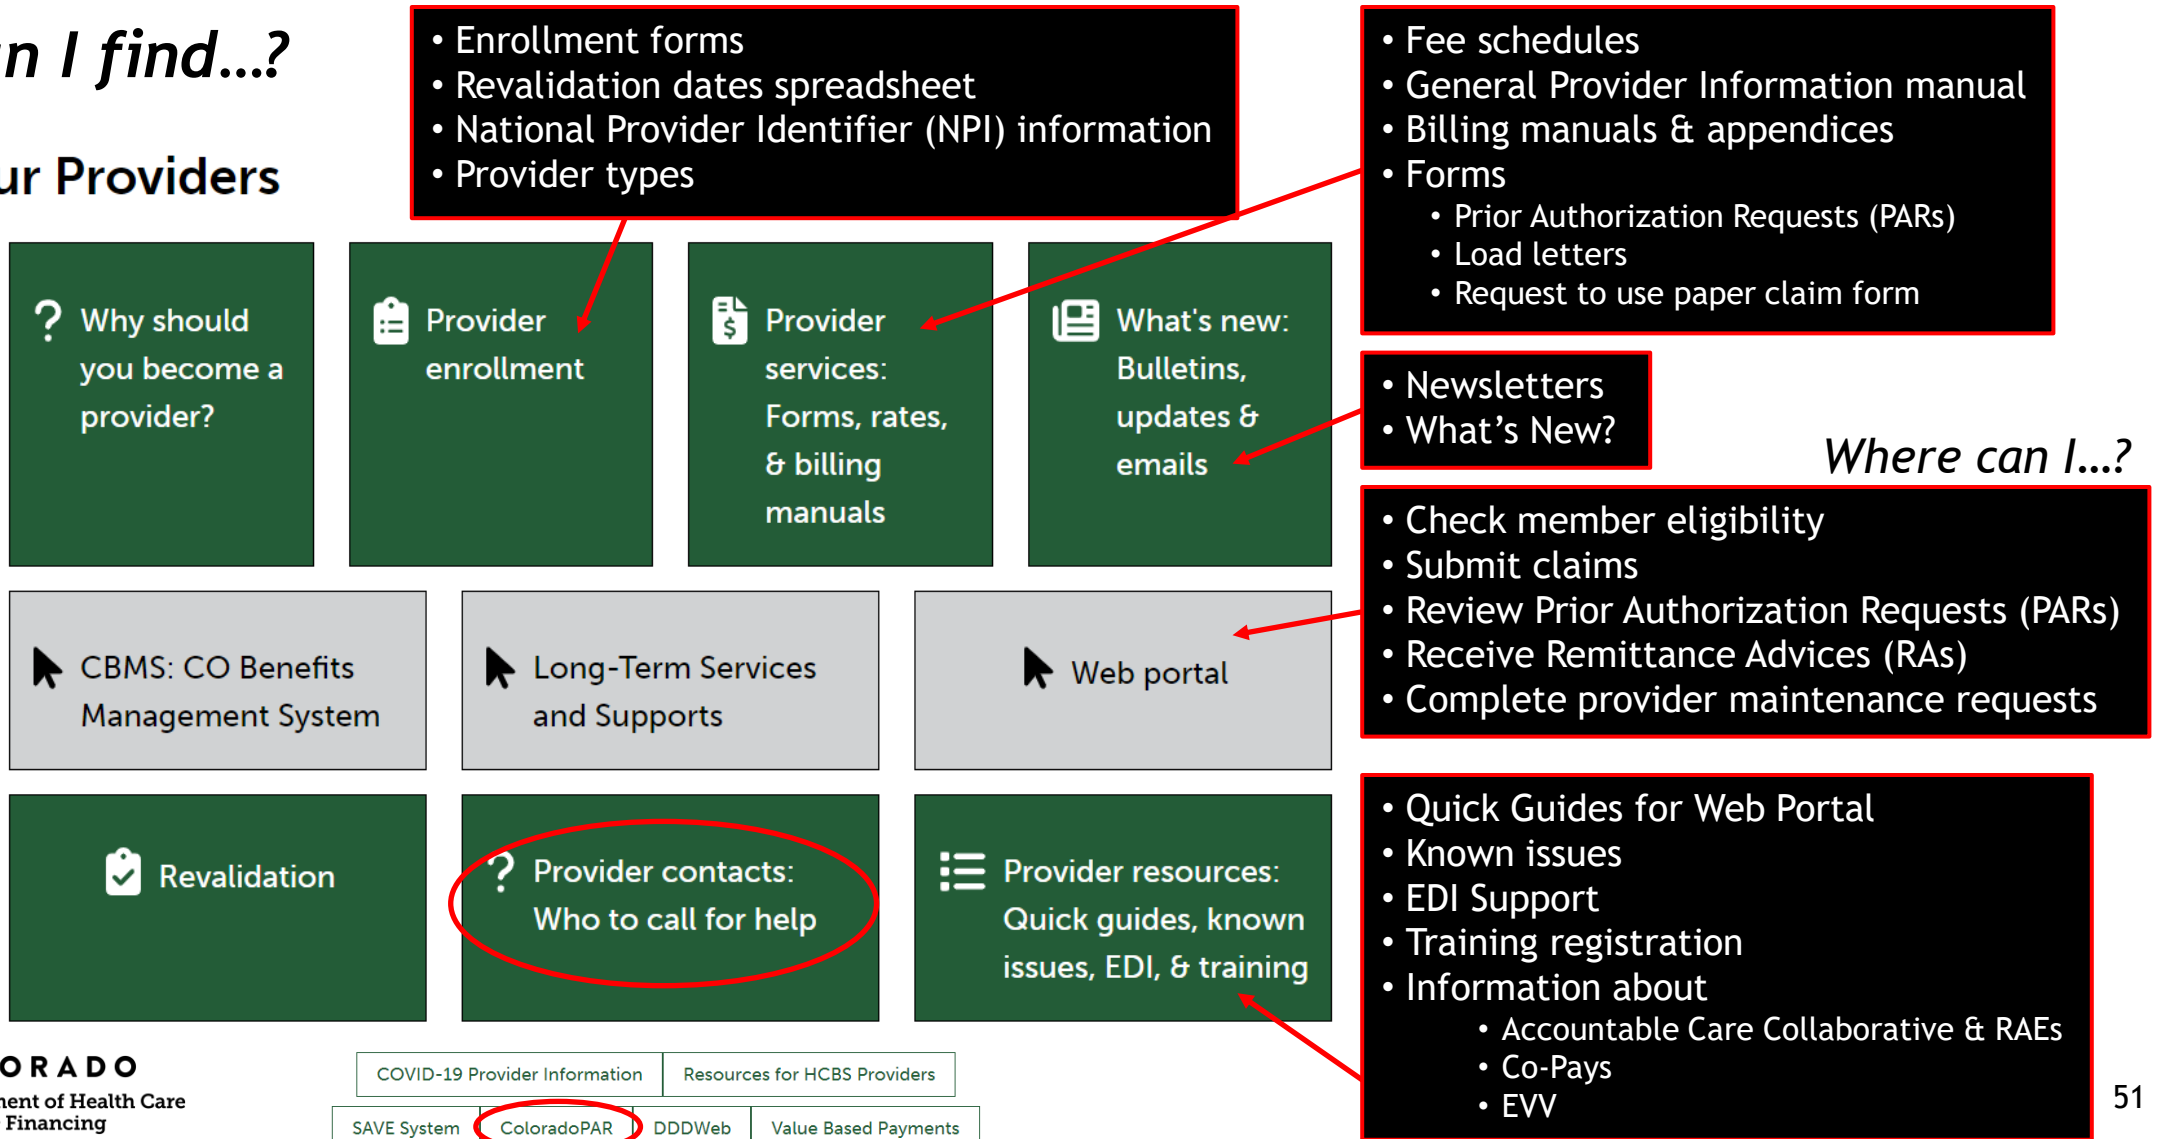 n I find…?
ur Providers
• Enrollment forms
• Revalidation dates spreadsheet
• National Provider Identifier (NPI) information
• Provider types
• Fee schedules
• General Provider Information manual
• Billing manuals & appendices
• Forms
• Prior Authorization Requests (PARs)
• Load letters
• Request to use paper claim form
? Why should
you become a
provider?
Provider
enrollment
Provider
services:
Forms, rates,
& billing
manuals
What's new:
Bulletins,
updates &
emails
• Newsletters
• What’s New?
Where can I…?
• Check member eligibility
• Submit claims
• Review Prior Authorization Requests (PARs)
• Receive Remittance Advices (RAs)
• Complete provider maintenance requests
CBMS: CO Benefits
Management System
Long-Term Services
and Supports
Web portal
Revalidation
? Provider contacts:
Who to call for help
Provider resources:
Quick guides, known
issues, EDI, & training
• Quick Guides for Web Portal
• Known issues
• EDI Support
• Training registration
• Information about
• Accountable Care Collaborative & RAEs
• Co-Pays
• EVV
ORADO
ment of Health Care
Financing
COVID-19 Provider Information
Resources for HCBS Providers
SAVE System
ColoradoPAR
DDDWeb
Value Based Payments
51